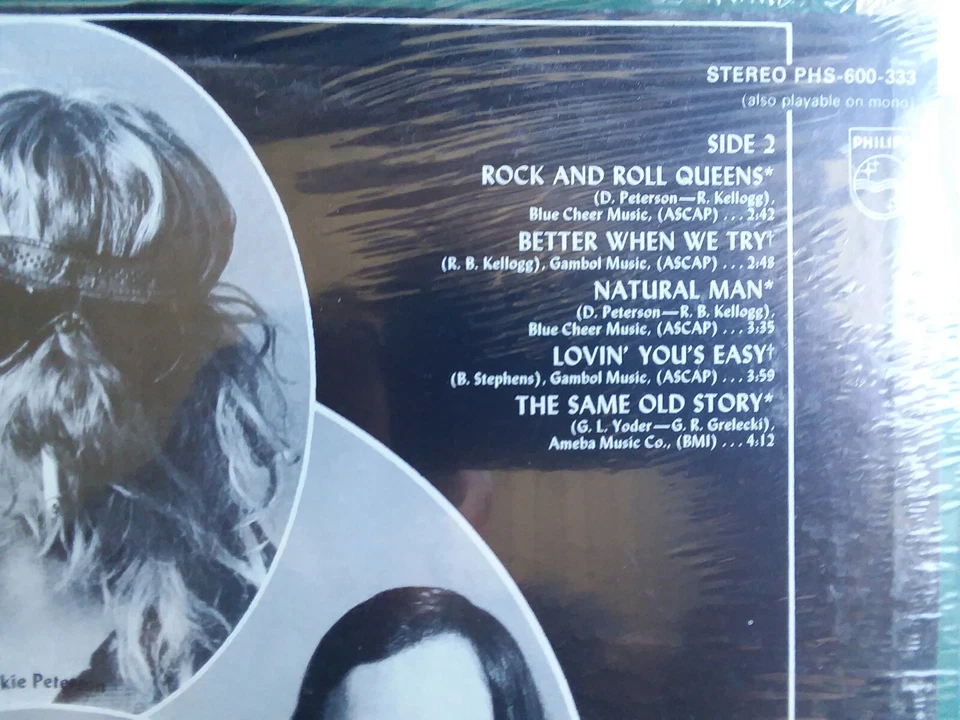 STEREO PHS-600-333
(also playable on mono)
PHILIPS
SIDE 2
ROCK AND ROLL QUEENS*
(D. Peterson—R. Kellogg),
Blue Cheer Music, (ASCAP) ... 2:42
BETTER WHEN WE TRY†
(R. B. Kellogg), Gambol Music, (ASCAP) ... 2:48
NATURAL MAN*
(D. Peterson—R. B. Kellogg),
Blue Cheer Music, (ASCAP) ... 3:35
LOVIN' YOU'S EASY†
(B. Stephens), Gambol Music, (ASCAP) ... 3:59
THE SAME OLD STORY*
(G. L. Yoder—G. R. Grelecki),
Ameba Music Co., (BMI) ... 4:12
kie Peterson